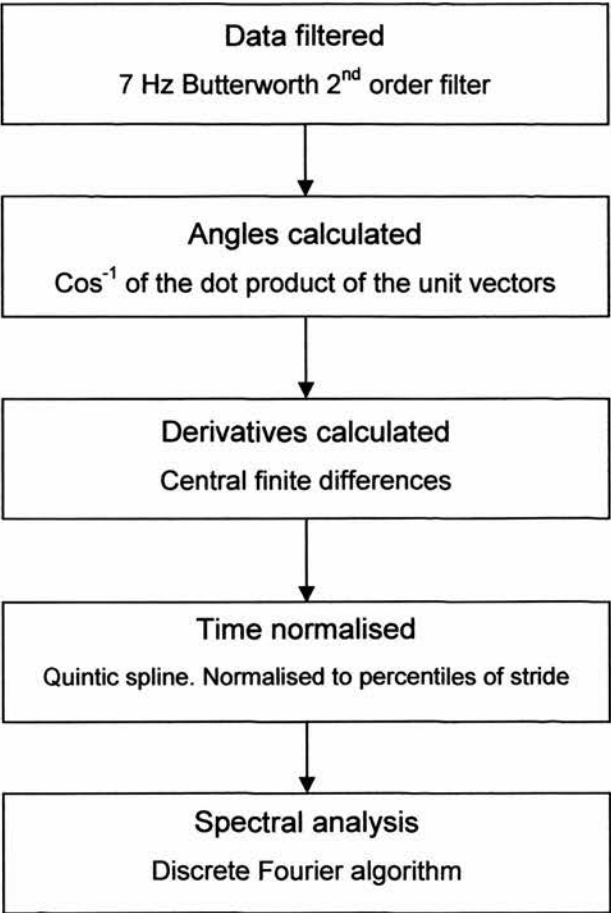 Data filtered
7 Hz Butterworth 2nd order filter
Angles calculated
Cos-1 of the dot product of the unit vectors
Derivatives calculated
Central finite differences
Time normalised
Quintic spline. Normalised to percentiles of stride
Spectral analysis
Discrete Fourier algorithm